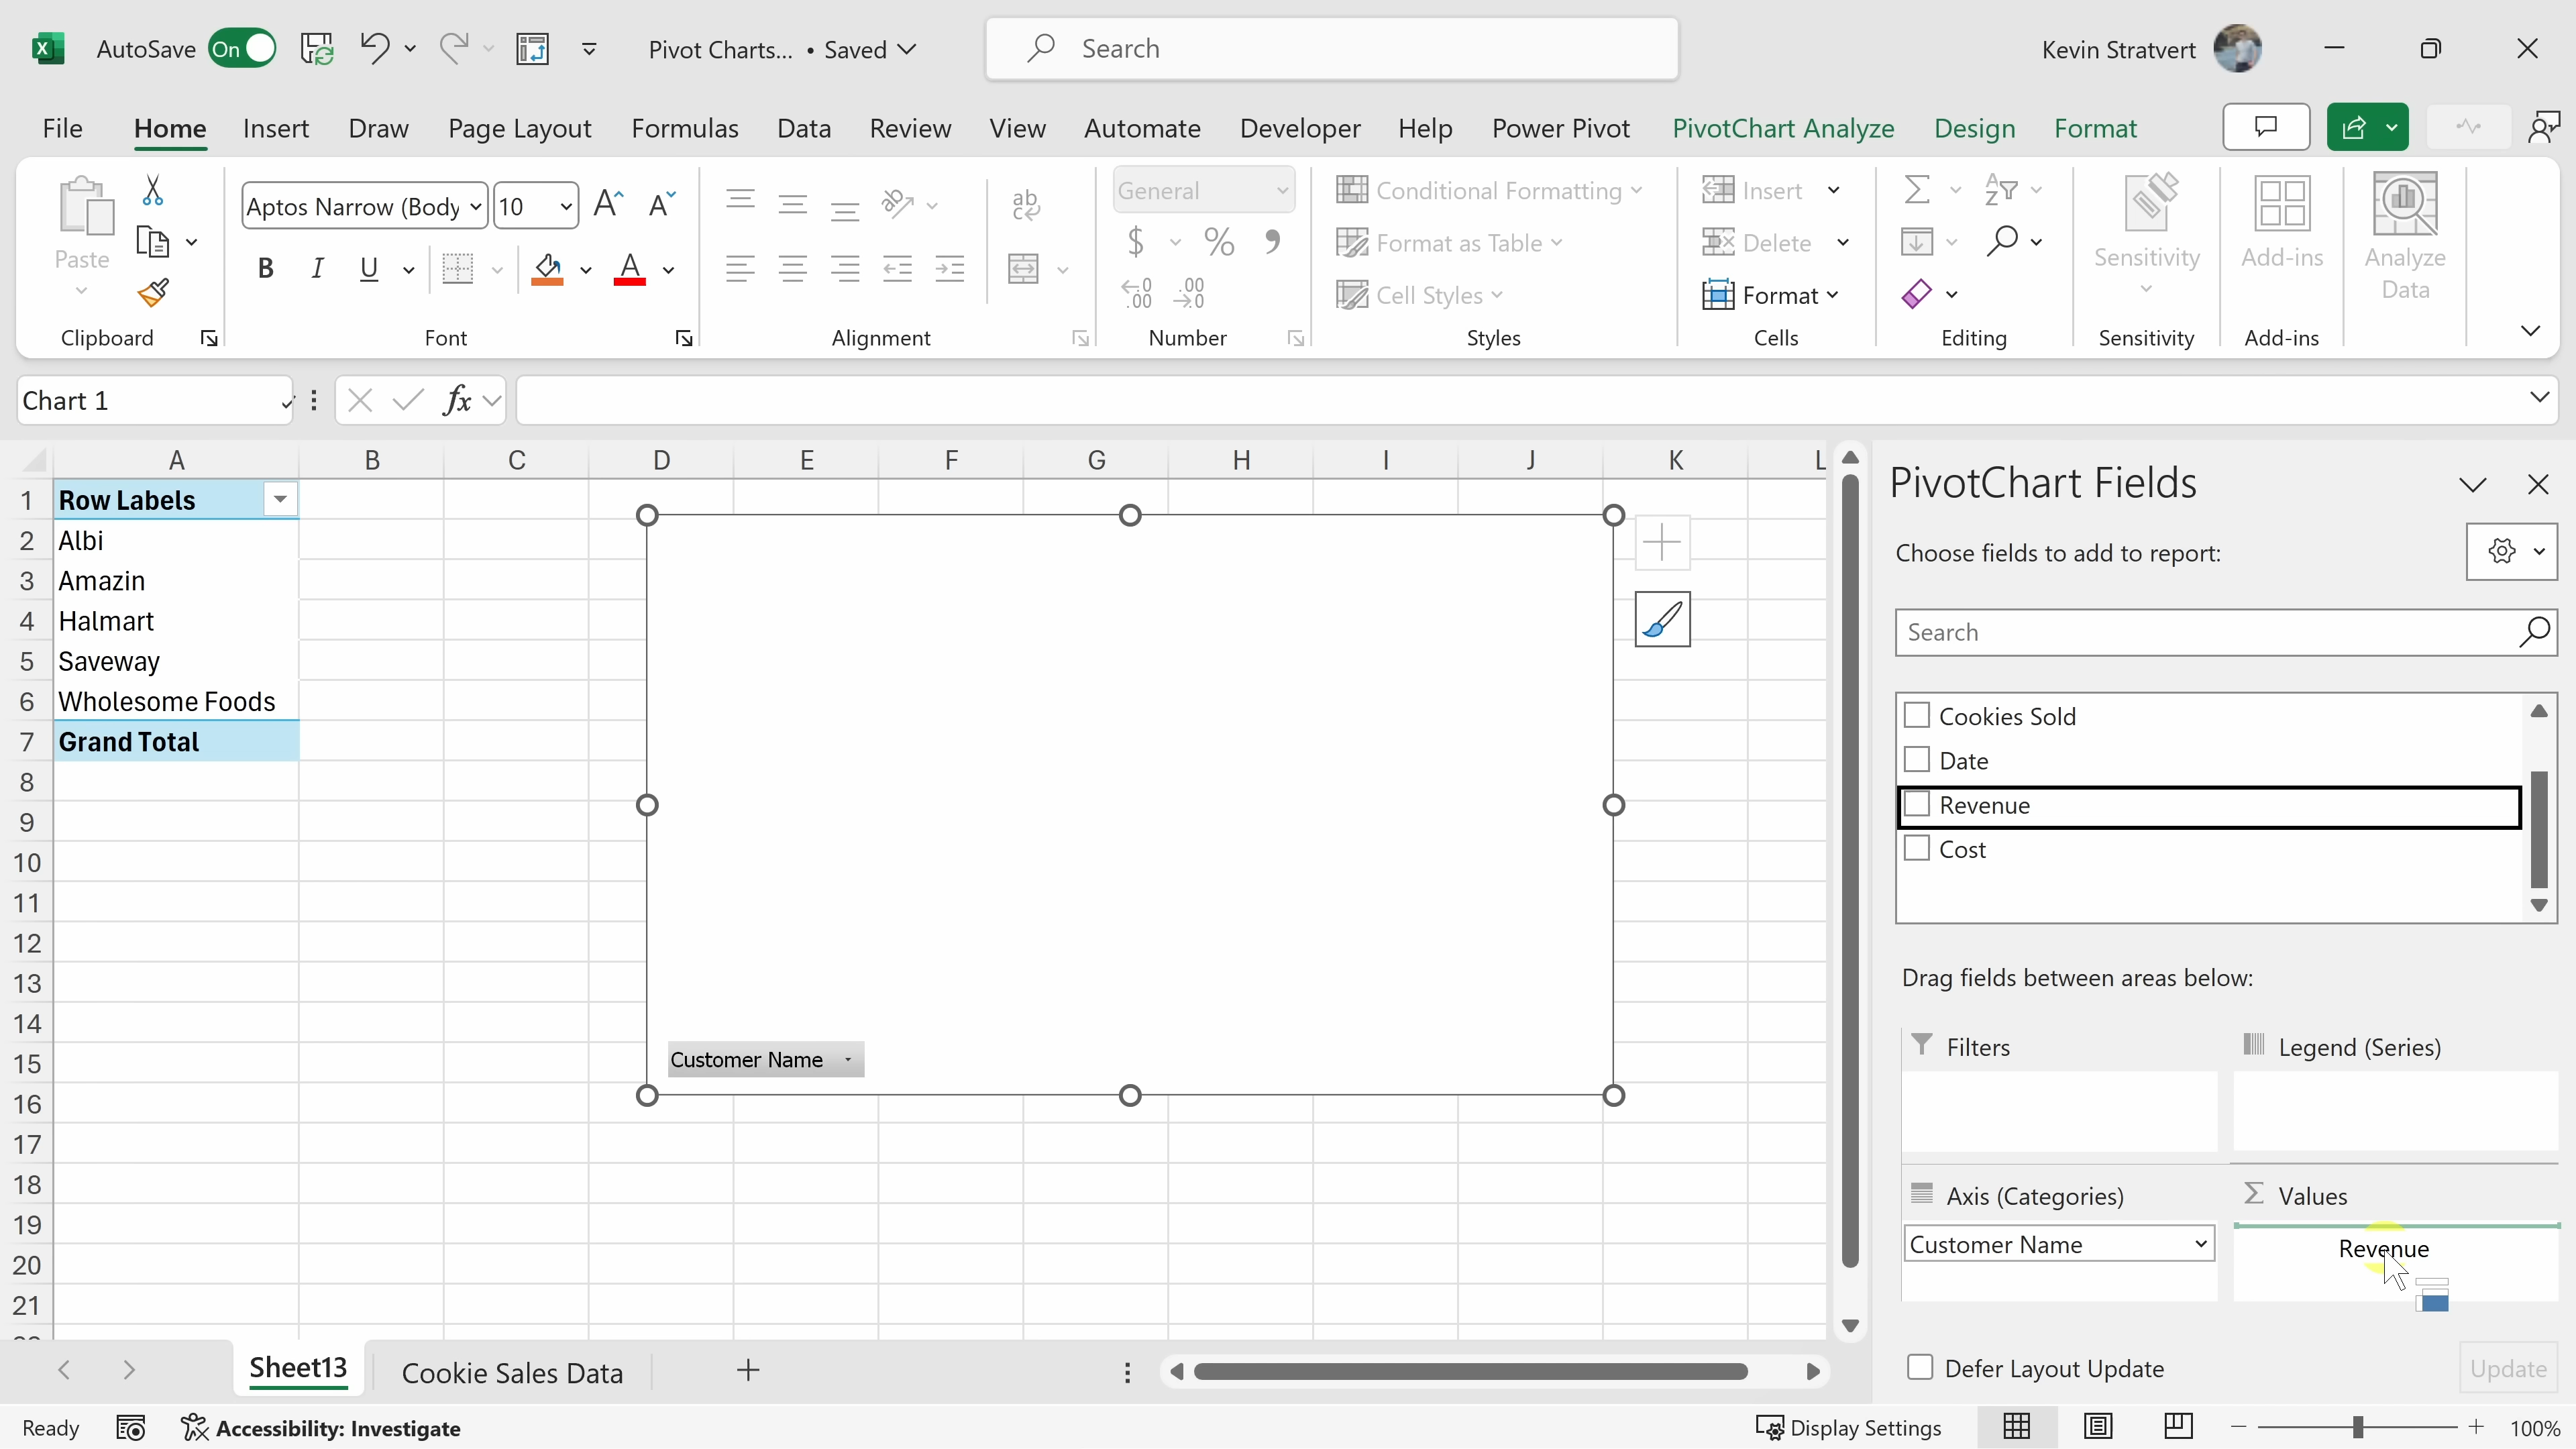 AutoSave On Pivot Charts... • Saved Search Kevin Stratvert
File Home Insert Draw Page Layout Formulas Data Review View Automate Developer Help Power Pivot PivotChart Analyze Design Format
Paste
Clipboard
Aptos Narrow (Body 10
B I U A
Font
ab
Alignment
General
$ % 9
Number
Conditional Formatting
Format as Table
Cell Styles
Styles
Insert
Delete
Format
Cells
Editing
Sensitivity
Sensitivity
Add-ins
Add-ins
Analyze
Data
Chart 1 fx
A B C D E F G H I J K L
1 Row Labels
2 Albi
3 Amazin
4 Halmart
5 Saveway
6 Wholesome Foods
7 Grand Total
8
9
10
11
12
13
14
15
16
17
18
19
20
21
Customer Name
PivotChart Fields
Choose fields to add to report:
Search
Cookies Sold
Date
Revenue
Cost
Drag fields between areas below:
Filters
Legend (Series)
Axis (Categories)
Customer Name
Σ Values
Revenue
Defer Layout Update Update
Sheet13 Cookie Sales Data
Ready Accessibility: Investigate Display Settings 100%